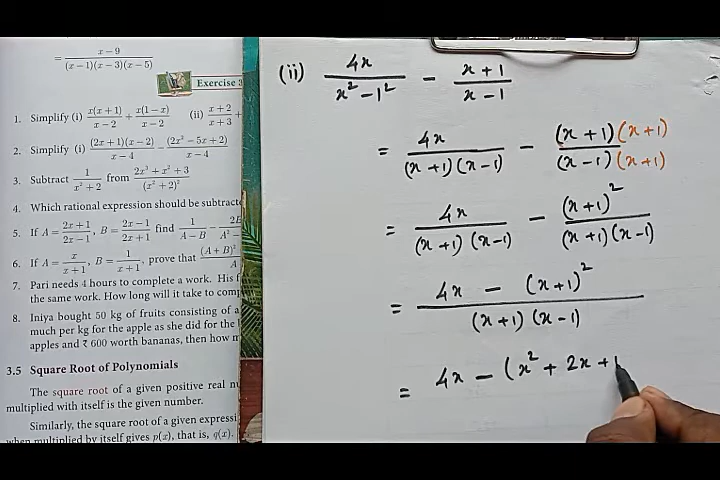 = x−9 / (x−1)(x−3)(x−5)
Exercise 3
1. Simplify (i) x(x+1)/x−2 + x(1−x)/x−2 (ii) x+2/x+3 +
2. Simplify (i) (2x+1)(x−2)/x−4 − (2x²−5x+2)/x−4
3. Subtract 1/x²+2 from 2x³+x²+3/(x²+2)²
4. Which rational expression should be subtracte
5. If A = 2x+1/2x−1, B = 2x−1/2x+1 find 1/A−B − 2B/A²−
6. If A = x/x+1, B = 1/x+1, prove that (A+B)²/A
7. Pari needs 4 hours to complete a work. His f
the same work. How long will it take to comp
8. Iniya bought 50 kg of fruits consisting of a
much per kg for the apple as she did for the
apples and ₹ 600 worth bananas, then how m
3.5 Square Root of Polynomials
The square root of a given positive real nu
multiplied with itself is the given number.
Similarly, the square root of a given expressi
when multiplied by itself gives p(x), that is, q(x).
(ii) 4x / x² − 1² − x + 1 / x − 1
= 4x / (x+1)(x−1) − (x+1)(x+1) / (x−1)(x+1)
= 4x / (x+1)(x−1) − (x+1)² / (x+1)(x−1)
= 4x − (x+1)² / (x+1)(x−1)
= 4x − (x² + 2x + 1